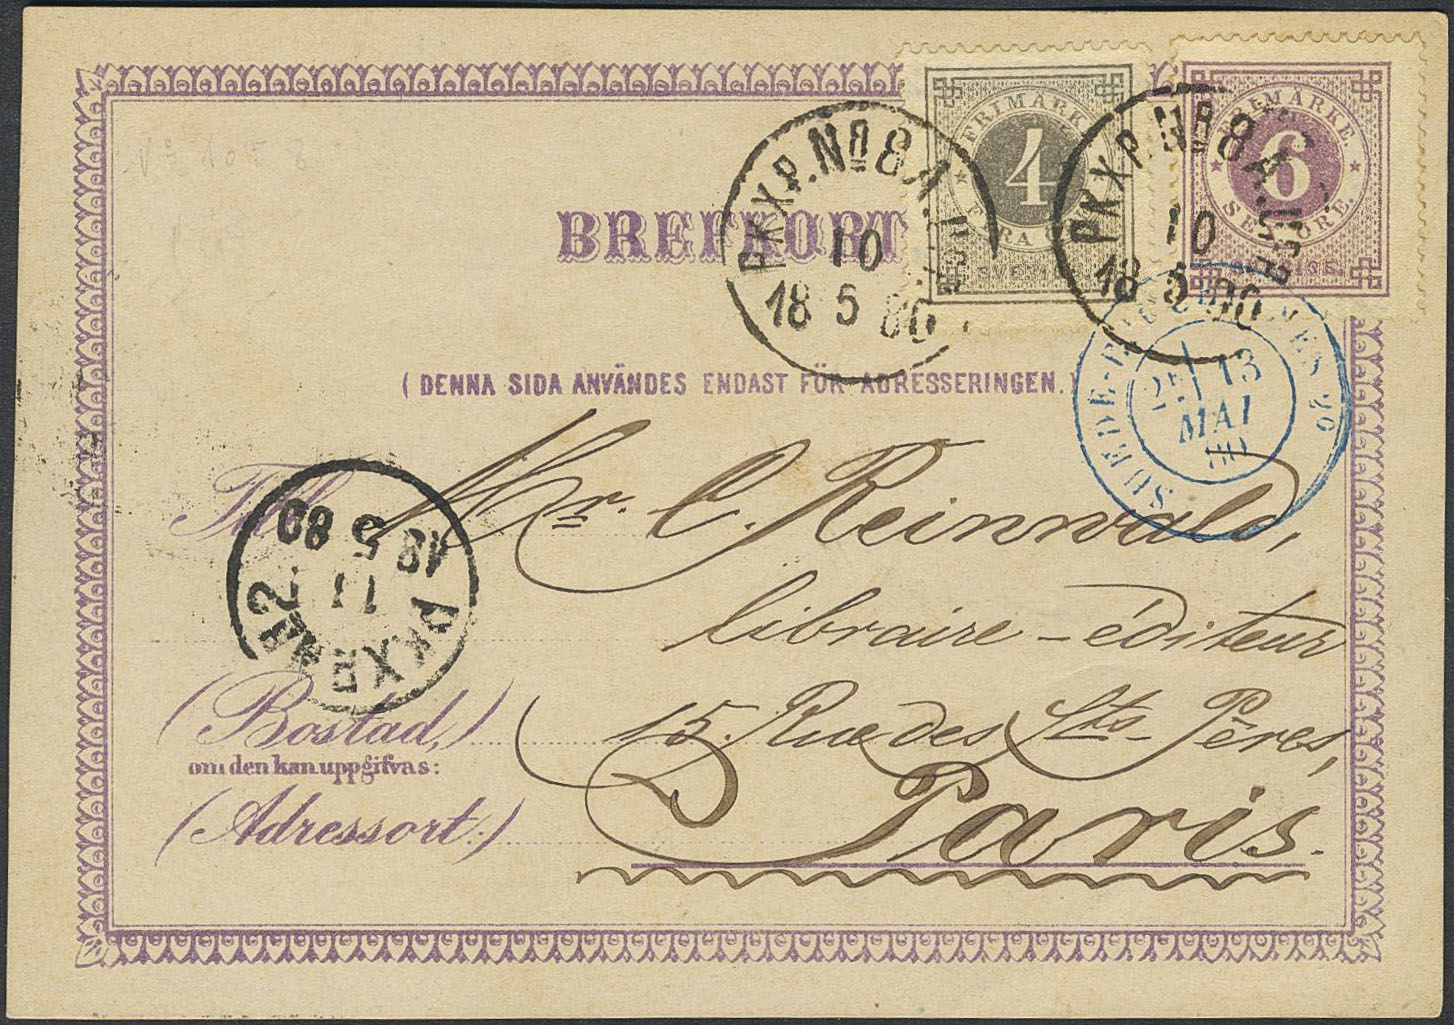 FRIMÄRKE
4
FYRA
FRIMÄRKE.
6
SEX ÖRE.
PKXP. No 8 A.
10
18 5 80
PKXP. No 8 A.
10
18 5 80
BREFKORT
(DENNA SIDA ANVÄNDES ENDAST FÖR ADRESSERINGEN.)
SUEDE-
13
MAI
80
Till Mr. C. Reinwald,
libraire-éditeur
PKXP. No 2
11
18 5 80
(Bostad,) 15. Rue des Sts. Pères,
om den kan uppgifvas:
(Adressort.) Paris.